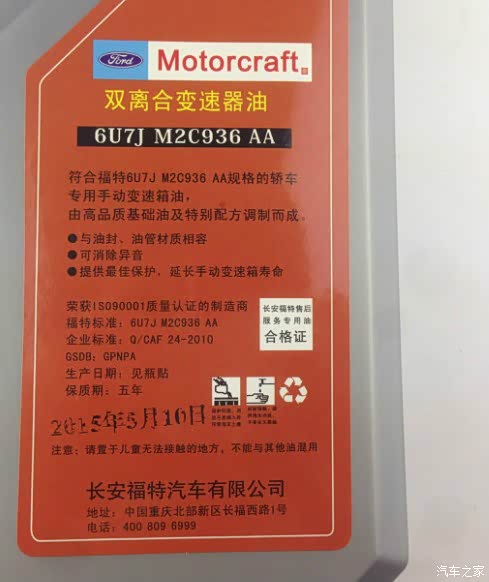 Ford Motorcraft
双离合变速器油
6U7J M2C936 AA
符合福特6U7J M2C936 AA规格的轿车
专用手动变速箱油，
由高品质基础油及特别配方调制而成。
●与油封、油管材质相容
●可消除异音
●提供最佳保护，延长手动变速箱寿命
荣获ISO90001质量认证的制造商
福特标准：6U7J M2C936 AA
企业标准：Q/CAF 24-2010
GSDB: GPNPA
生产日期：见瓶贴
保质期：五年
长安福特售后
服务专用油
合格证
2015年5月10日
注意：请置于儿童无法接触的地方，不能与其他油混用
长安福特汽车有限公司
地址：中国重庆北部新区长福西路1号
电话：400 809 6999
汽车之家